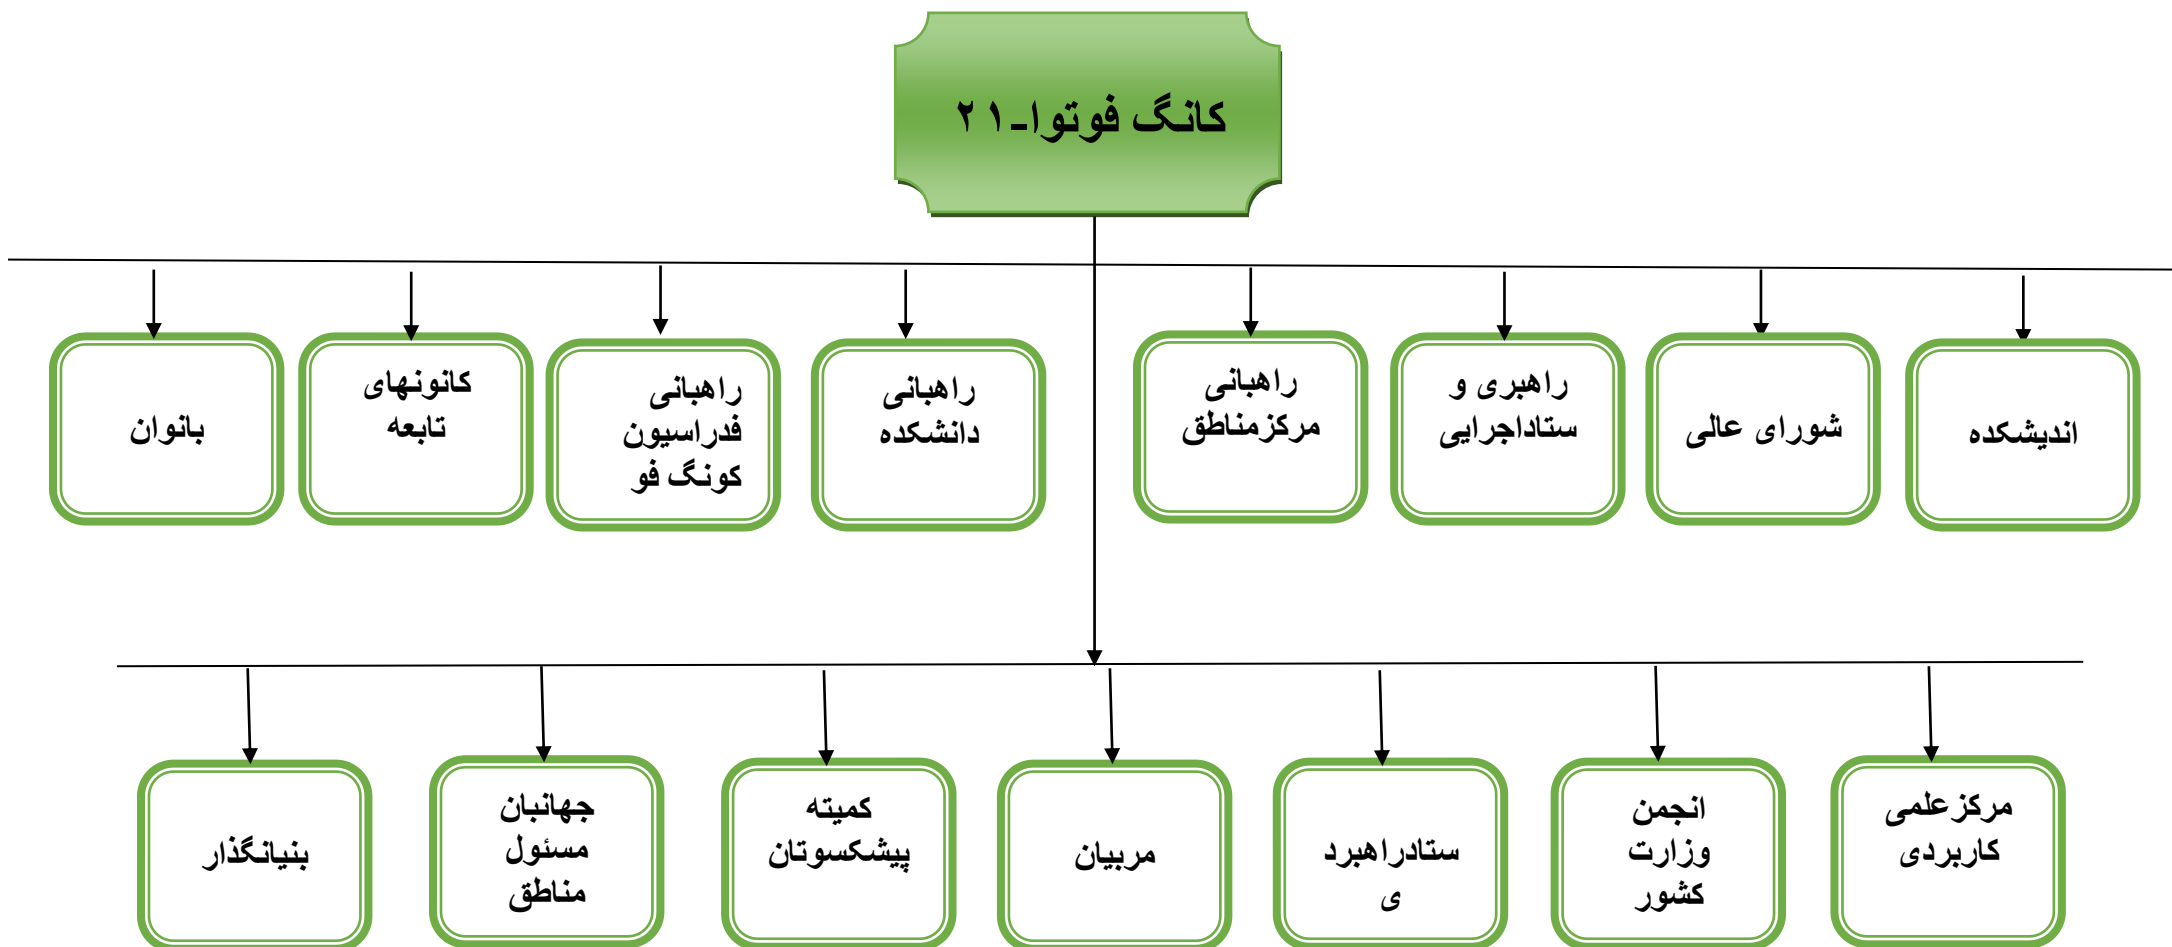 کانگ فوتوا-۲۱
اندیشکده
شورای عالی
راهبری و
ستاداجرایی
راهبانی
مرکزمناطق
راهبانی
دانشکده
راهبانی
فدراسیون
کونگ فو
کانونهای
تابعه
بانوان
مرکزعلمی
کاربردی
انجمن
وزارت
کشور
ستادراهبرد
ی
مربیان
کمیته
پیشکسوتان
جهانبان
مسئول
مناطق
بنیانگذار